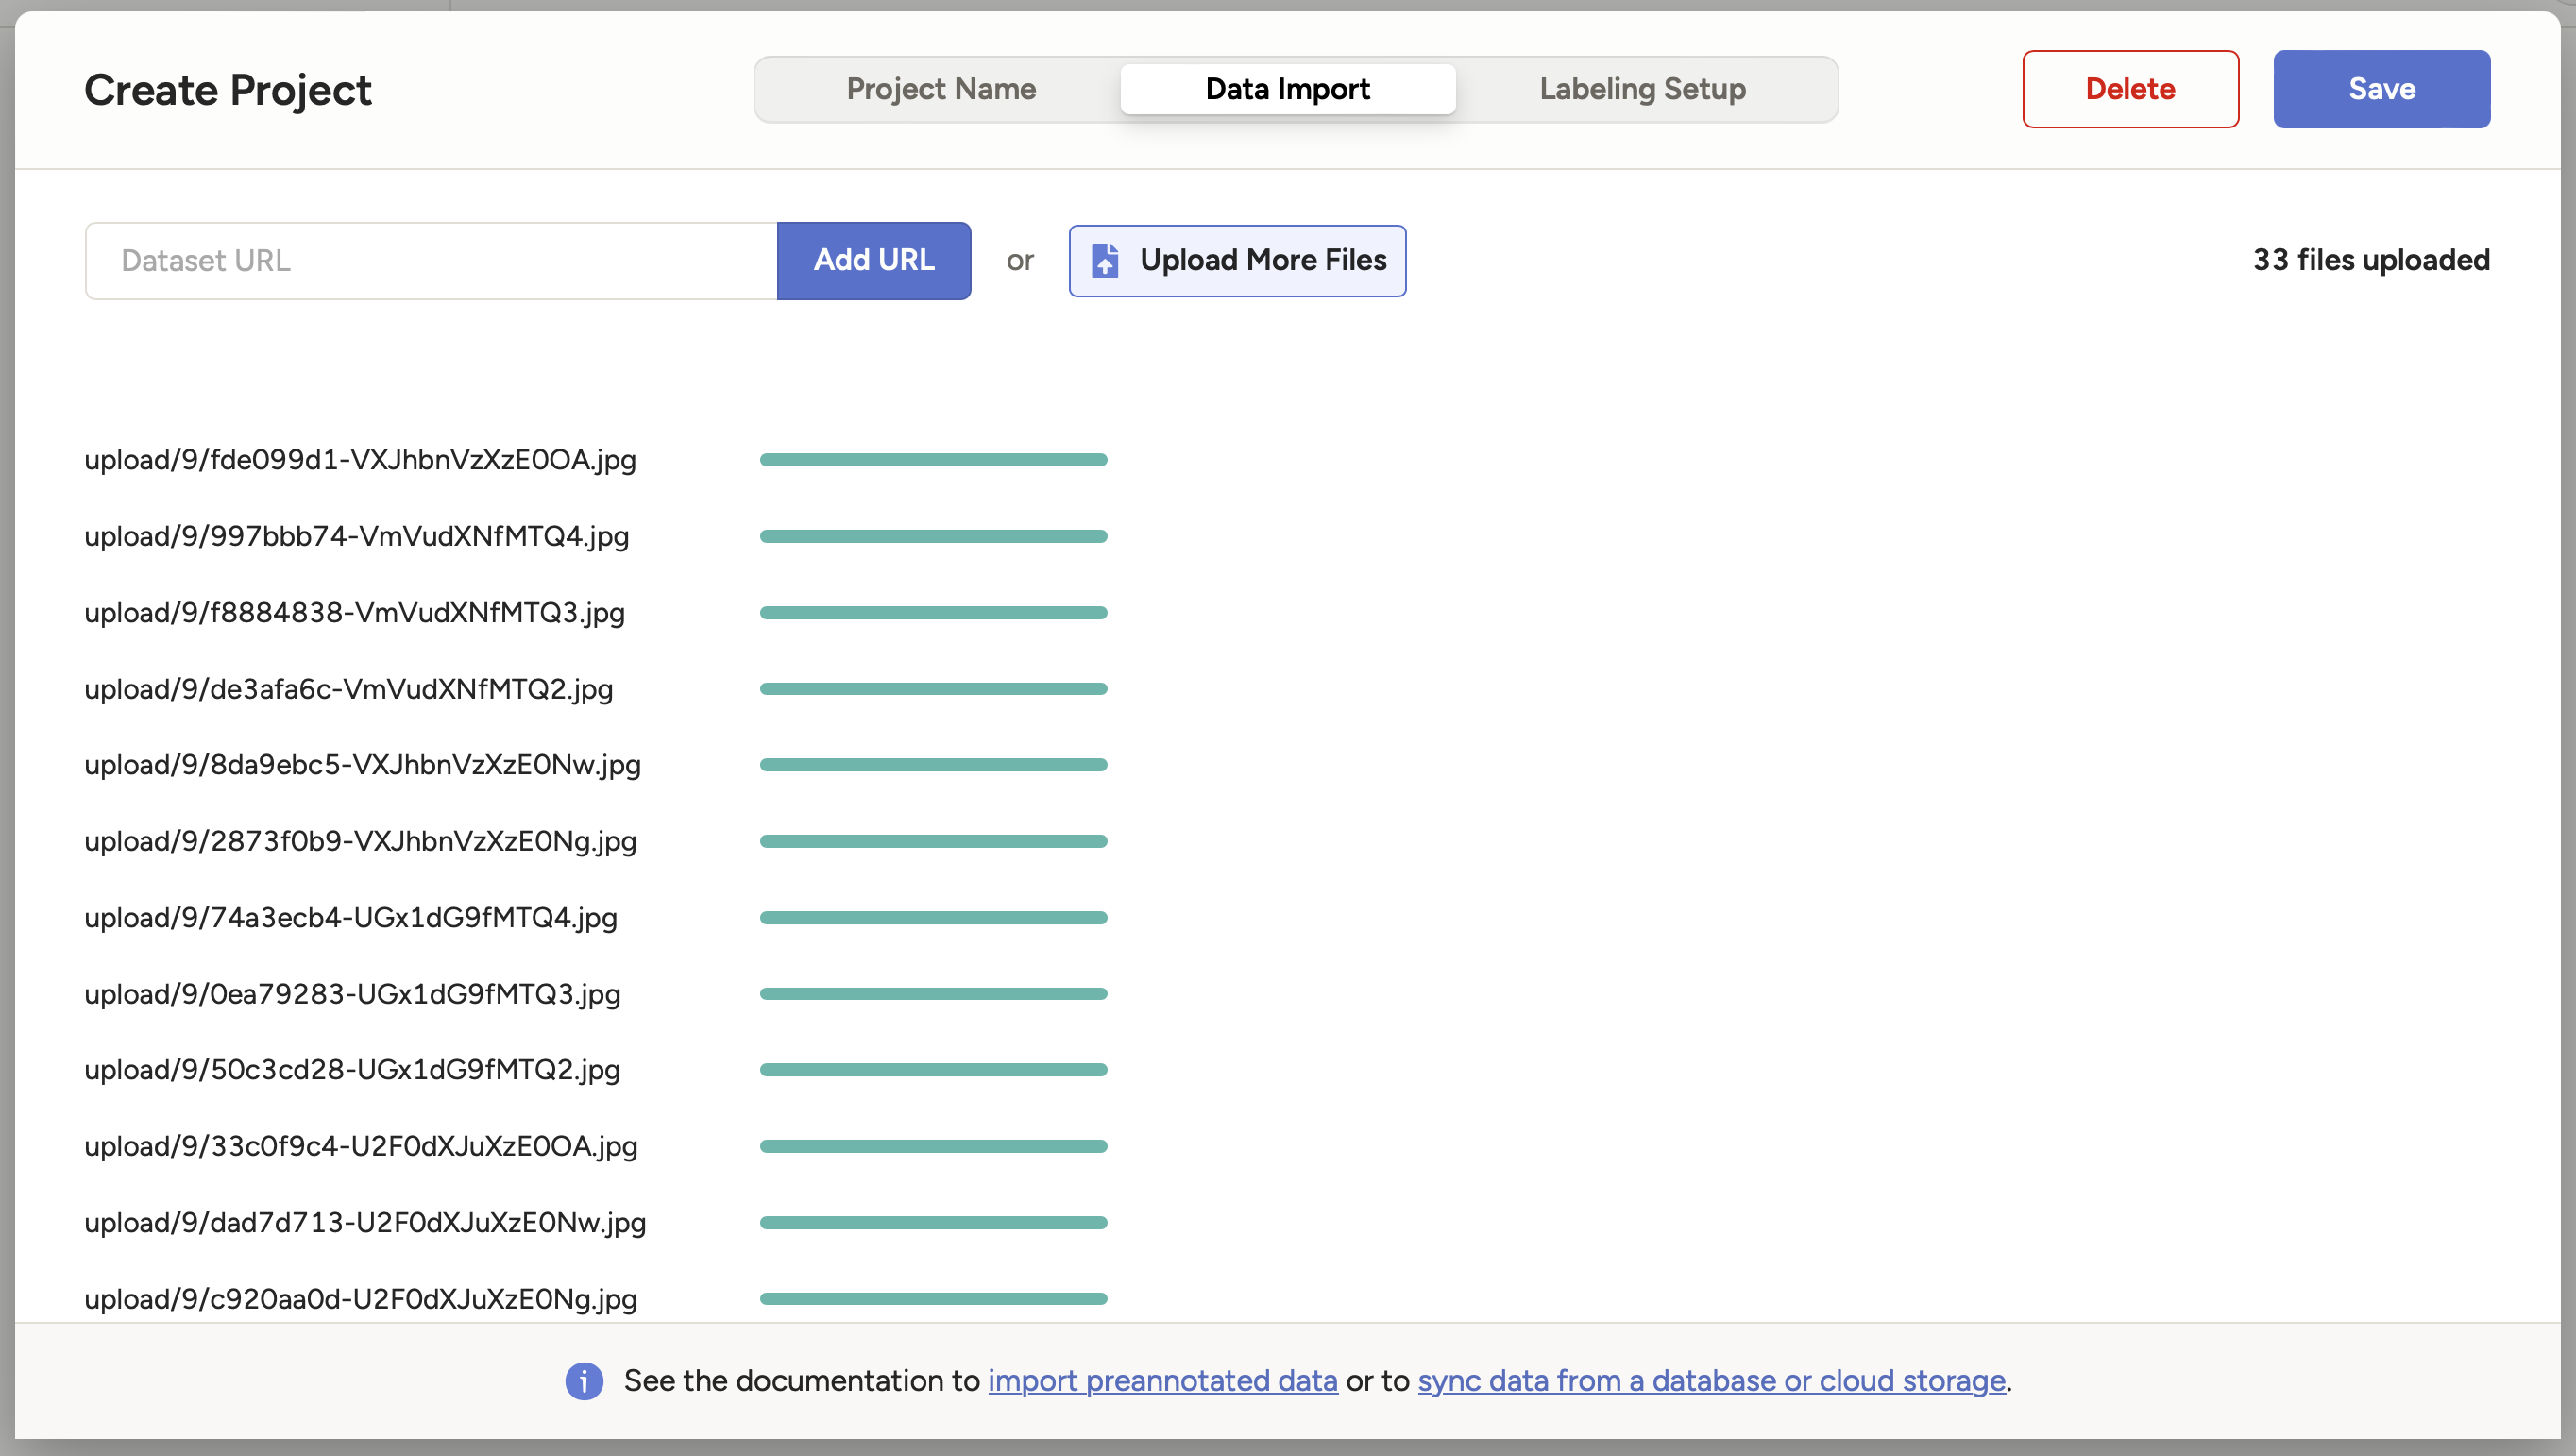 Create Project
Project Name
Data Import
Labeling Setup
Delete
Save
Dataset URL
Add URL
or
Upload More Files
33 files uploaded
upload/9/fde099d1-VXJhbnVzXzE0OA.jpg
upload/9/997bbb74-VmVudXNfMTQ4.jpg
upload/9/f8884838-VmVudXNfMTQ3.jpg
upload/9/de3afa6c-VmVudXNfMTQ2.jpg
upload/9/8da9ebc5-VXJhbnVzXzE0Nw.jpg
upload/9/2873f0b9-VXJhbnVzXzE0Ng.jpg
upload/9/74a3ecb4-UGx1dG9fMTQ4.jpg
upload/9/0ea79283-UGx1dG9fMTQ3.jpg
upload/9/50c3cd28-UGx1dG9fMTQ2.jpg
upload/9/33c0f9c4-U2F0dXJuXzE0OA.jpg
upload/9/dad7d713-U2F0dXJuXzE0Nw.jpg
upload/9/c920aa0d-U2F0dXJuXzE0Ng.jpg
See the documentation to import preannotated data or to sync data from a database or cloud storage.